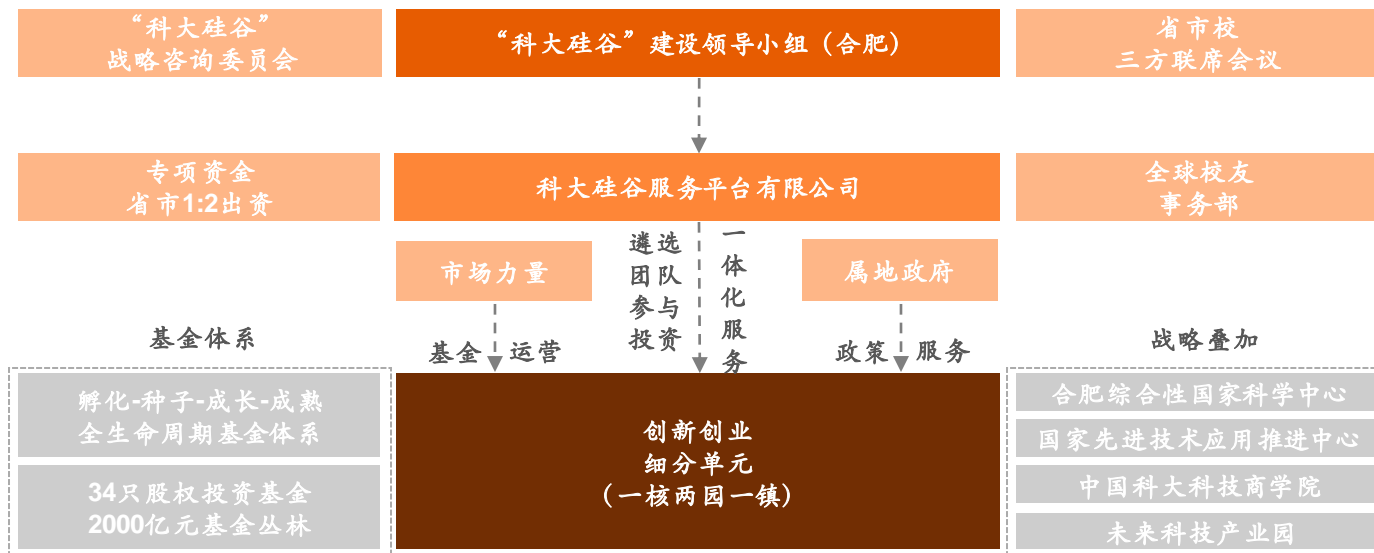 “科大硅谷”
战略咨询委员会
“科大硅谷”建设领导小组（合肥）
省市校
三方联席会议
专项资金
省市1:2出资
科大硅谷服务平台有限公司
全球校友
事务部
市场力量
遴选
团队
参与
投资
一体化服务
属地政府
基金体系
基金 运营
政策 服务
战略叠加
孵化-种子-成长-成熟
全生命周期基金体系
34只股权投资基金
2000亿元基金丛林
创新创业
细分单元
（一核两园一镇）
合肥综合性国家科学中心
国家先进技术应用推进中心
中国科大科技商学院
未来科技产业园